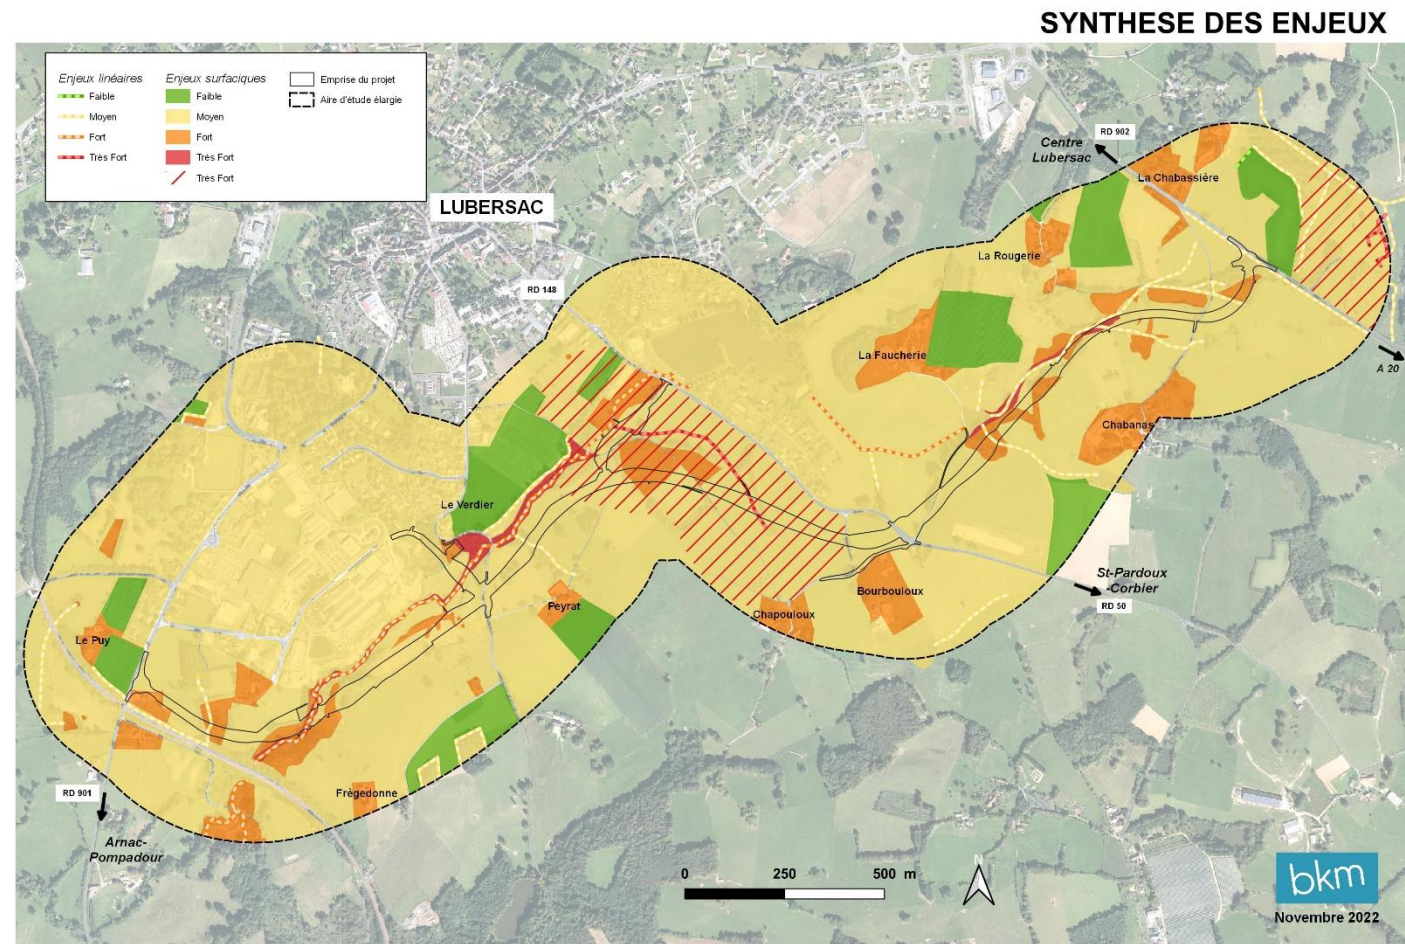 SYNTHESE DES ENJEUX
Enjeux linéaires
Faible
Moyen
Fort
Très Fort
Enjeux surfaciques
Faible
Moyen
Fort
Très Fort
Très Fort
Emprise du projet
Aire d'étude élargie
LUBERSAC
RD 148
RD 902
Centre
Lubersac
La Chabassière
La Rougerie
La Faucherie
A 20
Chabanas
Le Verdier
St-Pardoux
-Corbier
RD 50
Bourbouloux
Chapouloux
Peyrat
Le Puy
Frègedonne
RD 901
Arnac-
Pompadour
0 250 500 m
N
bkm
Novembre 2022